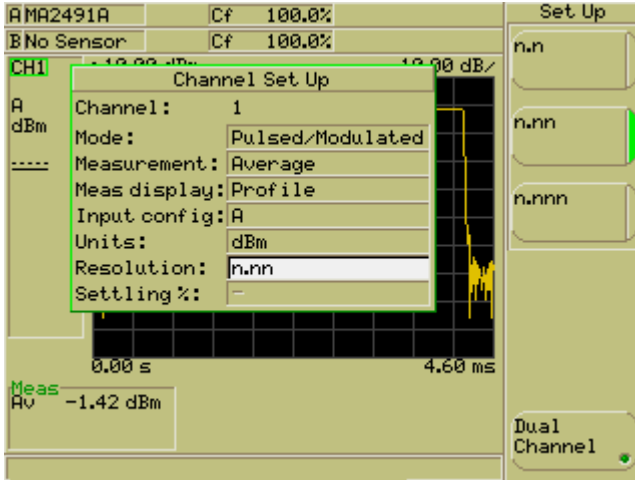 A MA2491A Cf 100.0% Set Up
B No Sensor Cf 100.0%
CH1 dB/
Channel Set Up
A
dBm
Channel: 1
Mode: Pulsed/Modulated
Measurement: Average
Meas display: Profile
Input config: A
Units: dBm
Resolution: n.nn
Settling %: -
0.00 s 4.60 ms
Meas
Av -1.42 dBm
n.n
n.nn
n.nnn
Dual
Channel